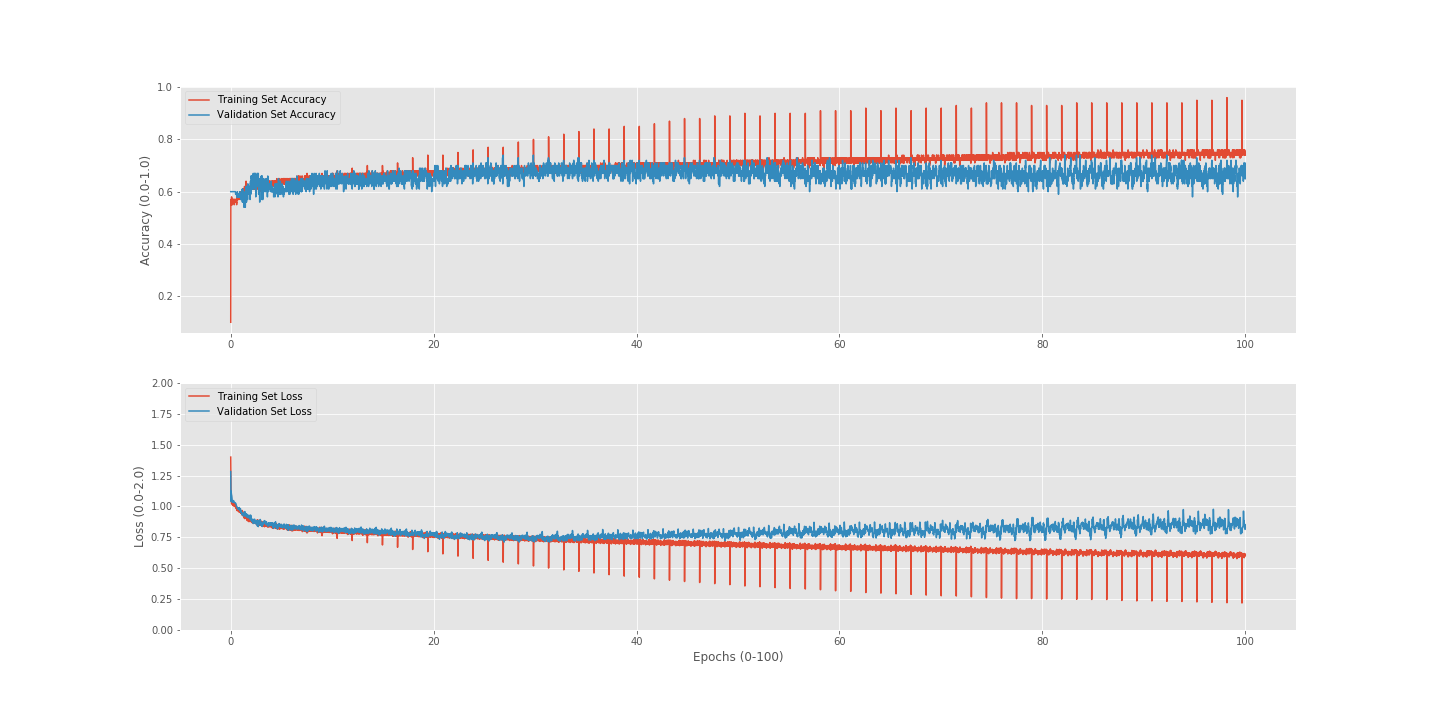 Accuracy (0.0-1.0)
1.0
0.8
0.6
0.4
0.2
Training Set Accuracy
Validation Set Accuracy
0 20 40 60 80 100
Loss (0.0-2.0)
2.00
1.75
1.50
1.25
1.00
0.75
0.50
0.25
0.00
Training Set Loss
Validation Set Loss
0 20 40 60 80 100
Epochs (0-100)